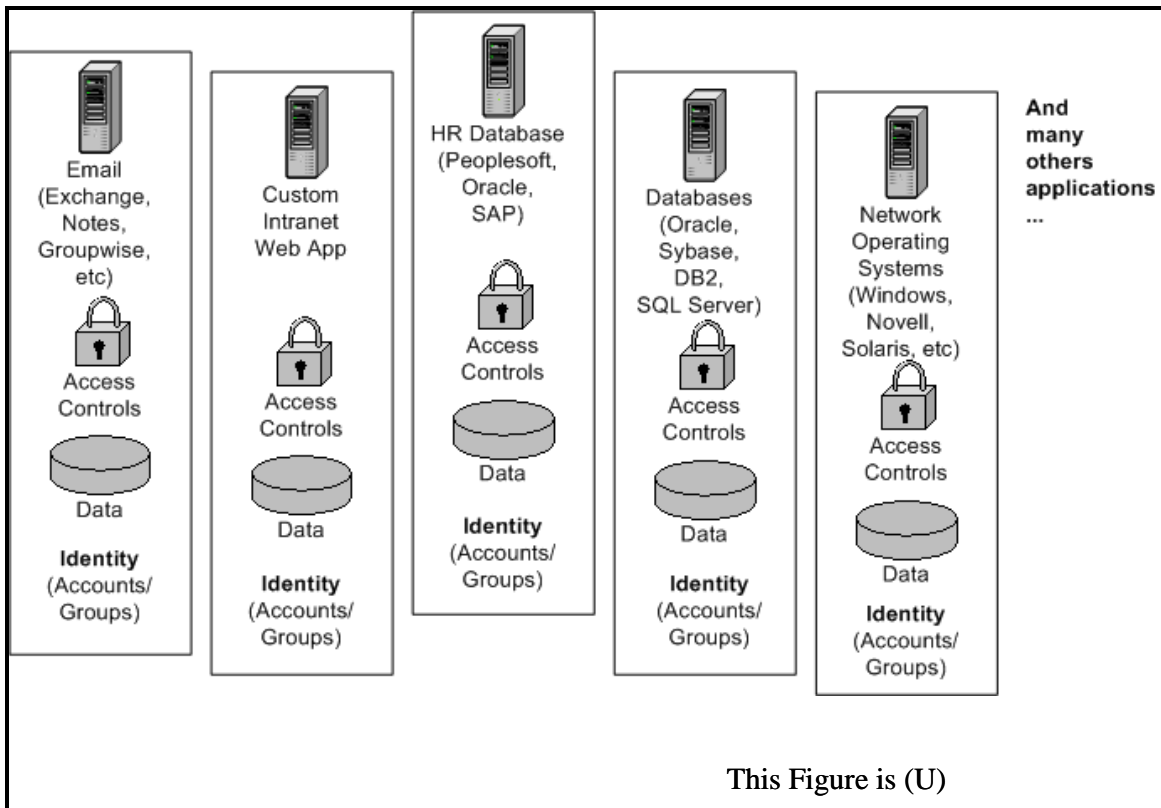 Email
(Exchange,
Notes,
Groupwise,
etc)
Access
Controls
Data
Identity
(Accounts/
Groups)
Custom
Intranet
Web App
Access
Controls
Data
Identity
(Accounts/
Groups)
HR Database
(Peoplesoft,
Oracle,
SAP)
Access
Controls
Data
Identity
(Accounts/
Groups)
Databases
(Oracle,
Sybase,
DB2,
SQL Server)
Access
Controls
Data
Identity
(Accounts/
Groups)
Network
Operating
Systems
(Windows,
Novell,
Solaris, etc)
Access
Controls
Data
Identity
(Accounts/
Groups)
And
many
others
applications
...
This Figure is (U)